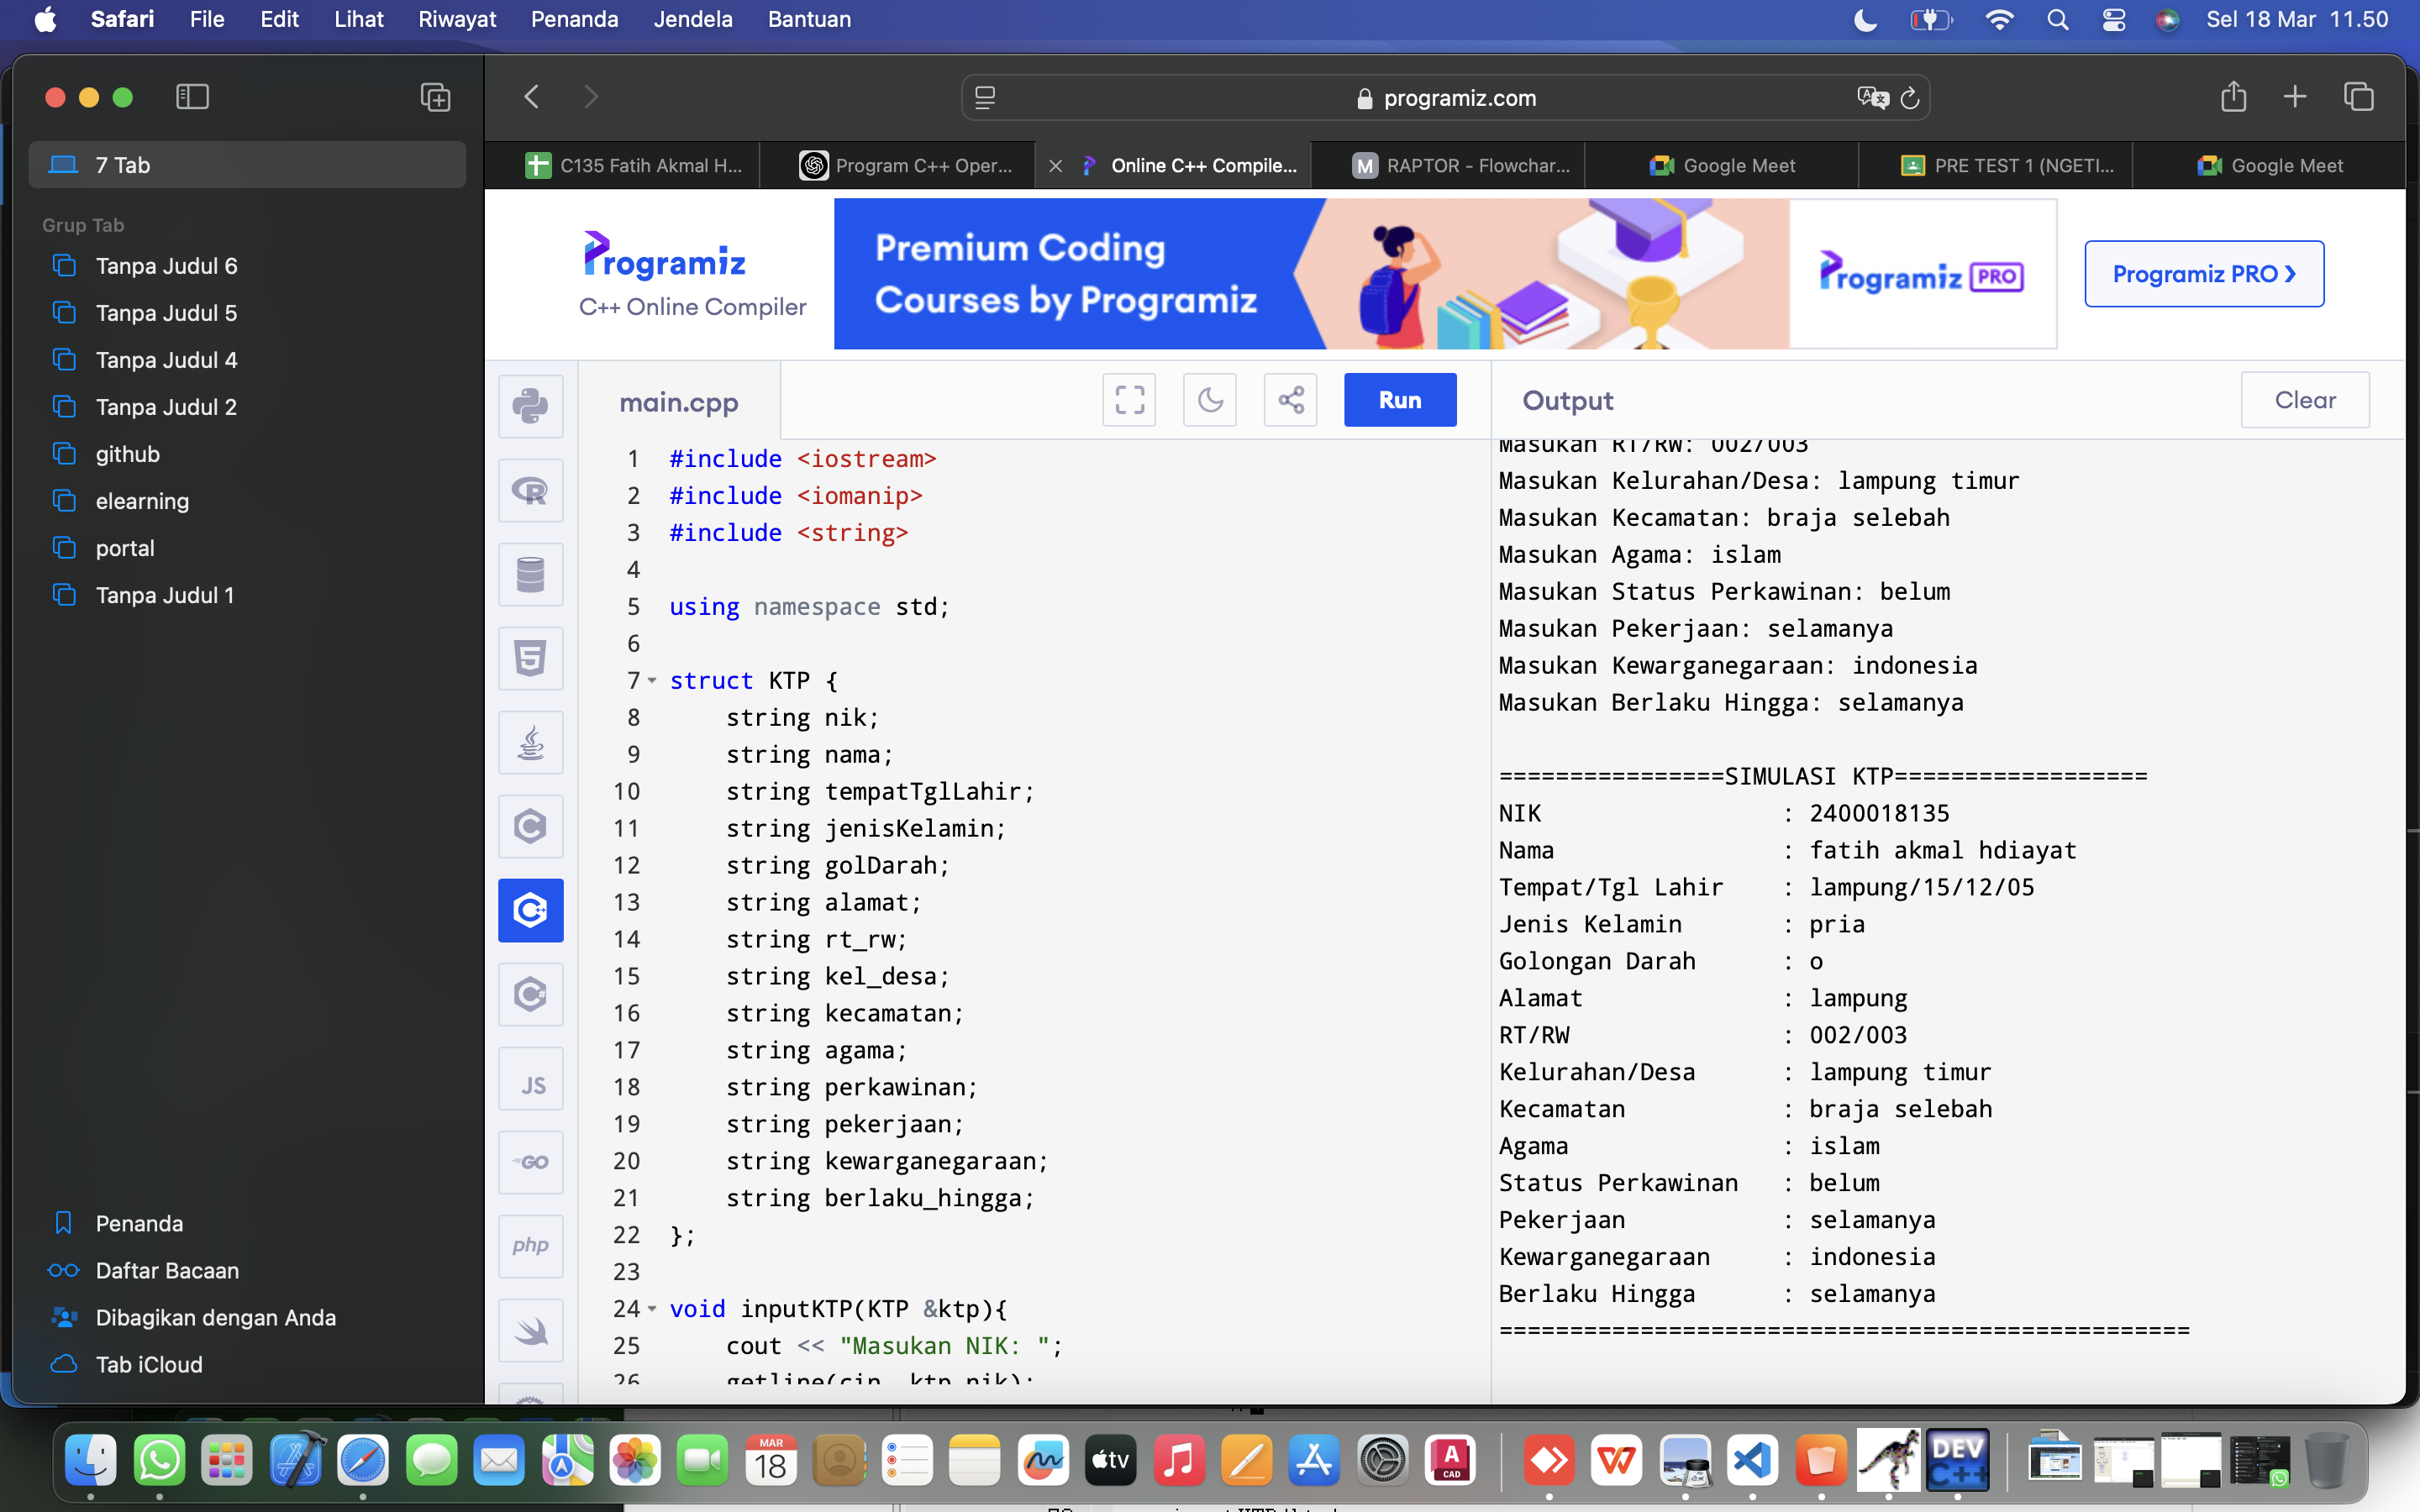 Safari File Edit Lihat Riwayat Penanda Jendela Bantuan Sel 18 Mar 11.50
programiz.com
7 Tab
C135 Fatih Akmal H... Program C++ Oper... Online C++ Compile... M RAPTOR - Flowchar... Google Meet PRE TEST 1 (NGETI... Google Meet
Grup Tab
Tanpa Judul 6
Tanpa Judul 5
Tanpa Judul 4
Tanpa Judul 2
github
elearning
portal
Tanpa Judul 1
Penanda
Daftar Bacaan
Dibagikan dengan Anda
Tab iCloud
Programiz
C++ Online Compiler
Premium Coding
Courses by Programiz
Programiz PRO
Programiz PRO ❯
main.cpp
Run
Output
Clear
R
5
C
C+
C#
JS
GO
php
1 #include <iostream>
2 #include <iomanip>
3 #include <string>
4
5 using namespace std;
6
7 struct KTP {
8 string nik;
9 string nama;
10 string tempatTglLahir;
11 string jenisKelamin;
12 string golDarah;
13 string alamat;
14 string rt_rw;
15 string kel_desa;
16 string kecamatan;
17 string agama;
18 string perkawinan;
19 string pekerjaan;
20 string kewarganegaraan;
21 string berlaku_hingga;
22 };
23
24 void inputKTP(KTP &ktp){
25 cout << "Masukan NIK: ";
26 getline(cin, ktp.nik);
Masukan RT/RW: 002/003
Masukan Kelurahan/Desa: lampung timur
Masukan Kecamatan: braja selebah
Masukan Agama: islam
Masukan Status Perkawinan: belum
Masukan Pekerjaan: selamanya
Masukan Kewarganegaraan: indonesia
Masukan Berlaku Hingga: selamanya
================SIMULASI KTP==================
NIK : 2400018135
Nama : fatih akmal hdiayat
Tempat/Tgl Lahir : lampung/15/12/05
Jenis Kelamin : pria
Golongan Darah : o
Alamat : lampung
RT/RW : 002/003
Kelurahan/Desa : lampung timur
Kecamatan : braja selebah
Agama : islam
Status Perkawinan : belum
Pekerjaan : selamanya
Kewarganegaraan : indonesia
Berlaku Hingga : selamanya
=================================================
MAR
18
tv
A
CAD
DEV
C++